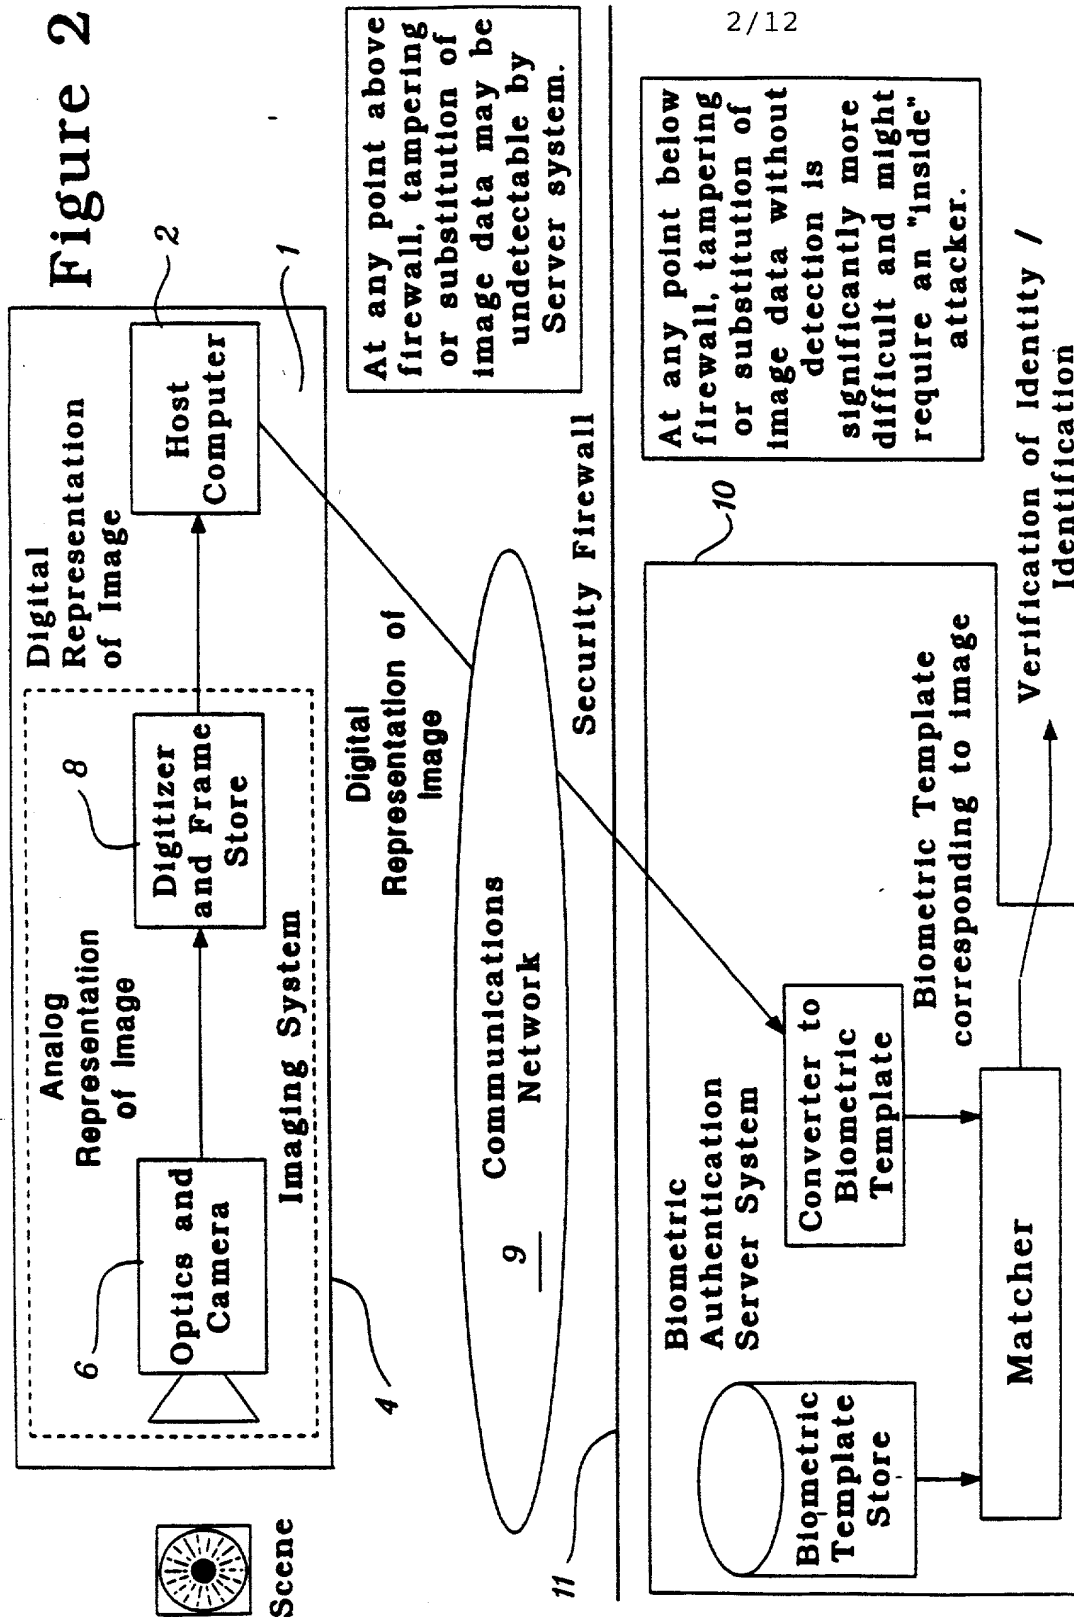 2/12
Figure 2
Scene
6
Optics and
Camera
Analog
Representation
of Image
8
Digitizer
and Frame
Store
Imaging System
Digital
Representation
of Image
Host
Computer
2
1
4
Digital
Representation of
Image
At any point above
firewall, tampering
or substitution of
image data may be
undetectable by
Server system.
Communications
Network
9
11
Security Firewall
At any point below
firewall, tampering
or substitution of
image data without
detection is
significantly more
difficult and might
require an "inside"
attacker.
10
Biometric
Authentication
Server System
Biometric
Template
Store
Converter to
Biometric
Template
Biometric Template
corresponding to image
Matcher
Verification of Identity /
Identification